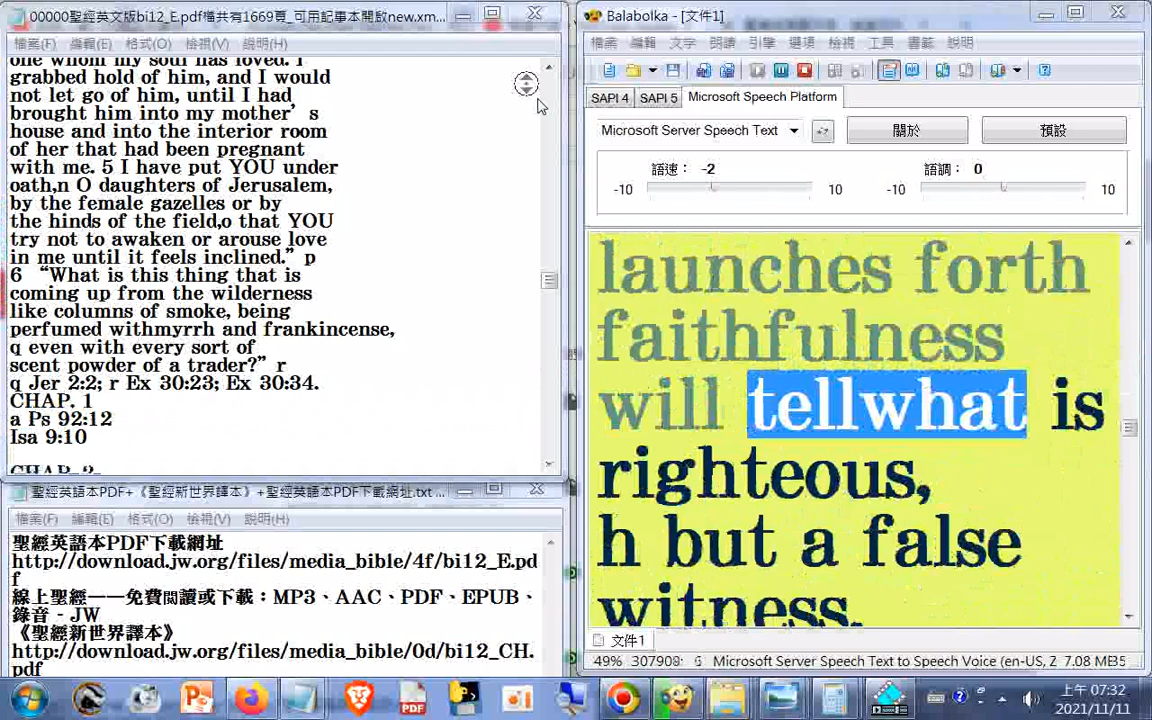 00000聖經英文版bi12_E.pdf檔共有1669頁_可用記事本開啟new.xm...
檔案(F) 編輯(E) 格式(O) 檢視(V) 說明(H)
one whom my soul has loved. I
grabbed hold of him, and I would
not let go of him, until I had
brought him into my mother’s
house and into the interior room
of her that had been pregnant
with me. 5 I have put YOU under
oath,n O daughters of Jerusalem,
by the female gazelles or by
the hinds of the field,o that YOU
try not to awaken or arouse love
in me until it feels inclined.” p
6 “What is this thing that is
coming up from the wilderness
like columns of smoke, being
perfumed withmyrrh and frankincense,
q even with every sort of
scent powder of a trader?” r
q Jer 2:2; r Ex 30:23; Ex 30:34.
CHAP. 1
a Ps 92:12
Isa 9:10
CHAP. 2
聖經英語本PDF+《聖經新世界譯本》+聖經英語本PDF下載網址.txt ...
檔案(F) 編輯(E) 格式(O) 檢視(V) 說明(H)
聖經英語本PDF下載網址
http://download.jw.org/files/media_bible/4f/bi12_E.pd
f
線上聖經——免費閱讀或下載：MP3、AAC、PDF、EPUB、
錄音 - JW
《聖經新世界譯本》
http://download.jw.org/files/media_bible/0d/bi12_CH.
pdf
Balabolka - [文件1]
檔案 編輯 文字 朗讀 引擎 選項 檢視 工具 書籤 說明
SAPI 4 SAPI 5 Microsoft Speech Platform
Microsoft Server Speech Text 關於 預設
語速： -2 語調： 0
-10 10 -10 10
launches forth
faithfulness
will tellwhat is
righteous,
h but a false
witness,
文件1
49% 307908: 6 Microsoft Server Speech Text to Speech Voice (en-US, Z 7.08 MB
上午 07:32
2021/11/11